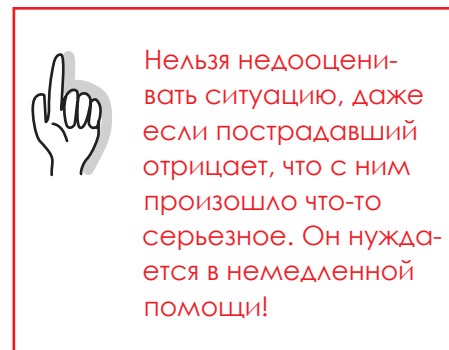 Нельзя недооцени-
вать ситуацию, даже
если пострадавший
отрицает, что с ним
произошло что-то
серьезное. Он нужда-
ется в немедленной
помощи!